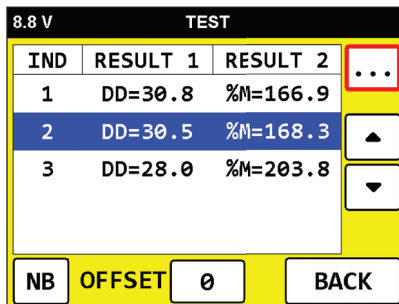 8.8 V TEST
IND RESULT 1 RESULT 2 ...
1 DD=30.8 %M=166.9
2 DD=30.5 %M=168.3
3 DD=28.0 %M=203.8
NB OFFSET 0 BACK